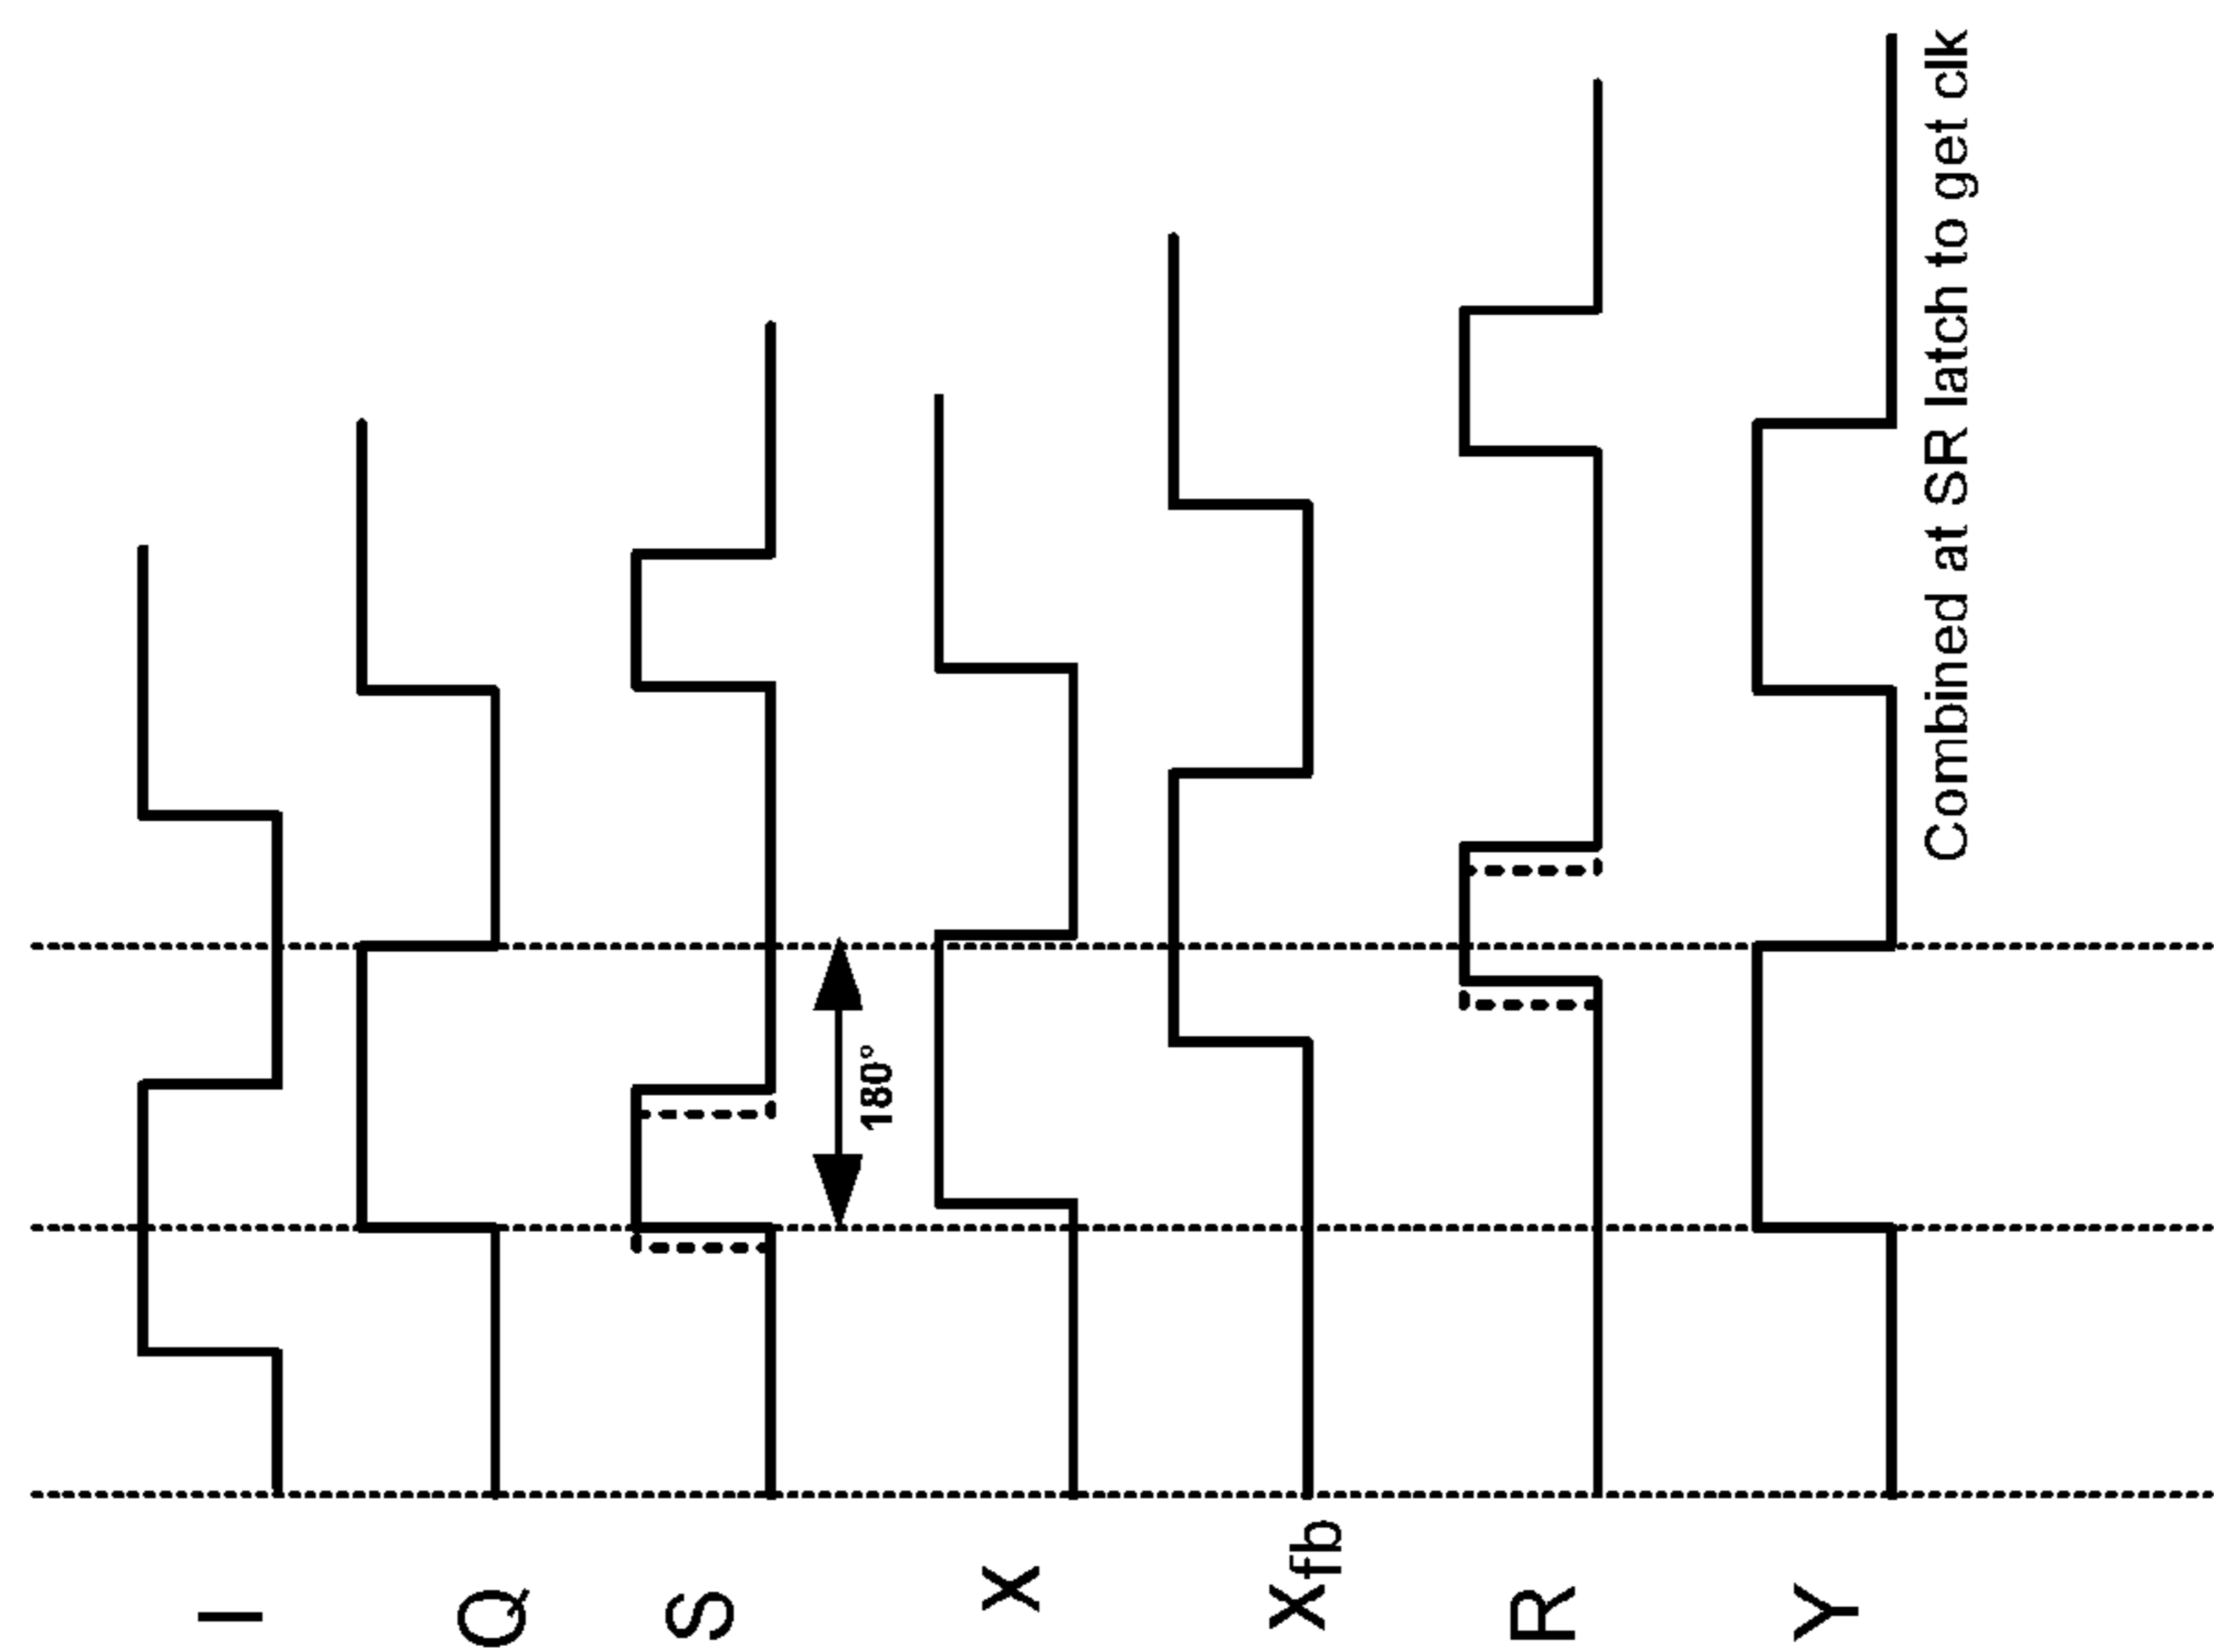 I
Q
S
180°
X
Xfb
R
Y
Combined at SR latch to get clk